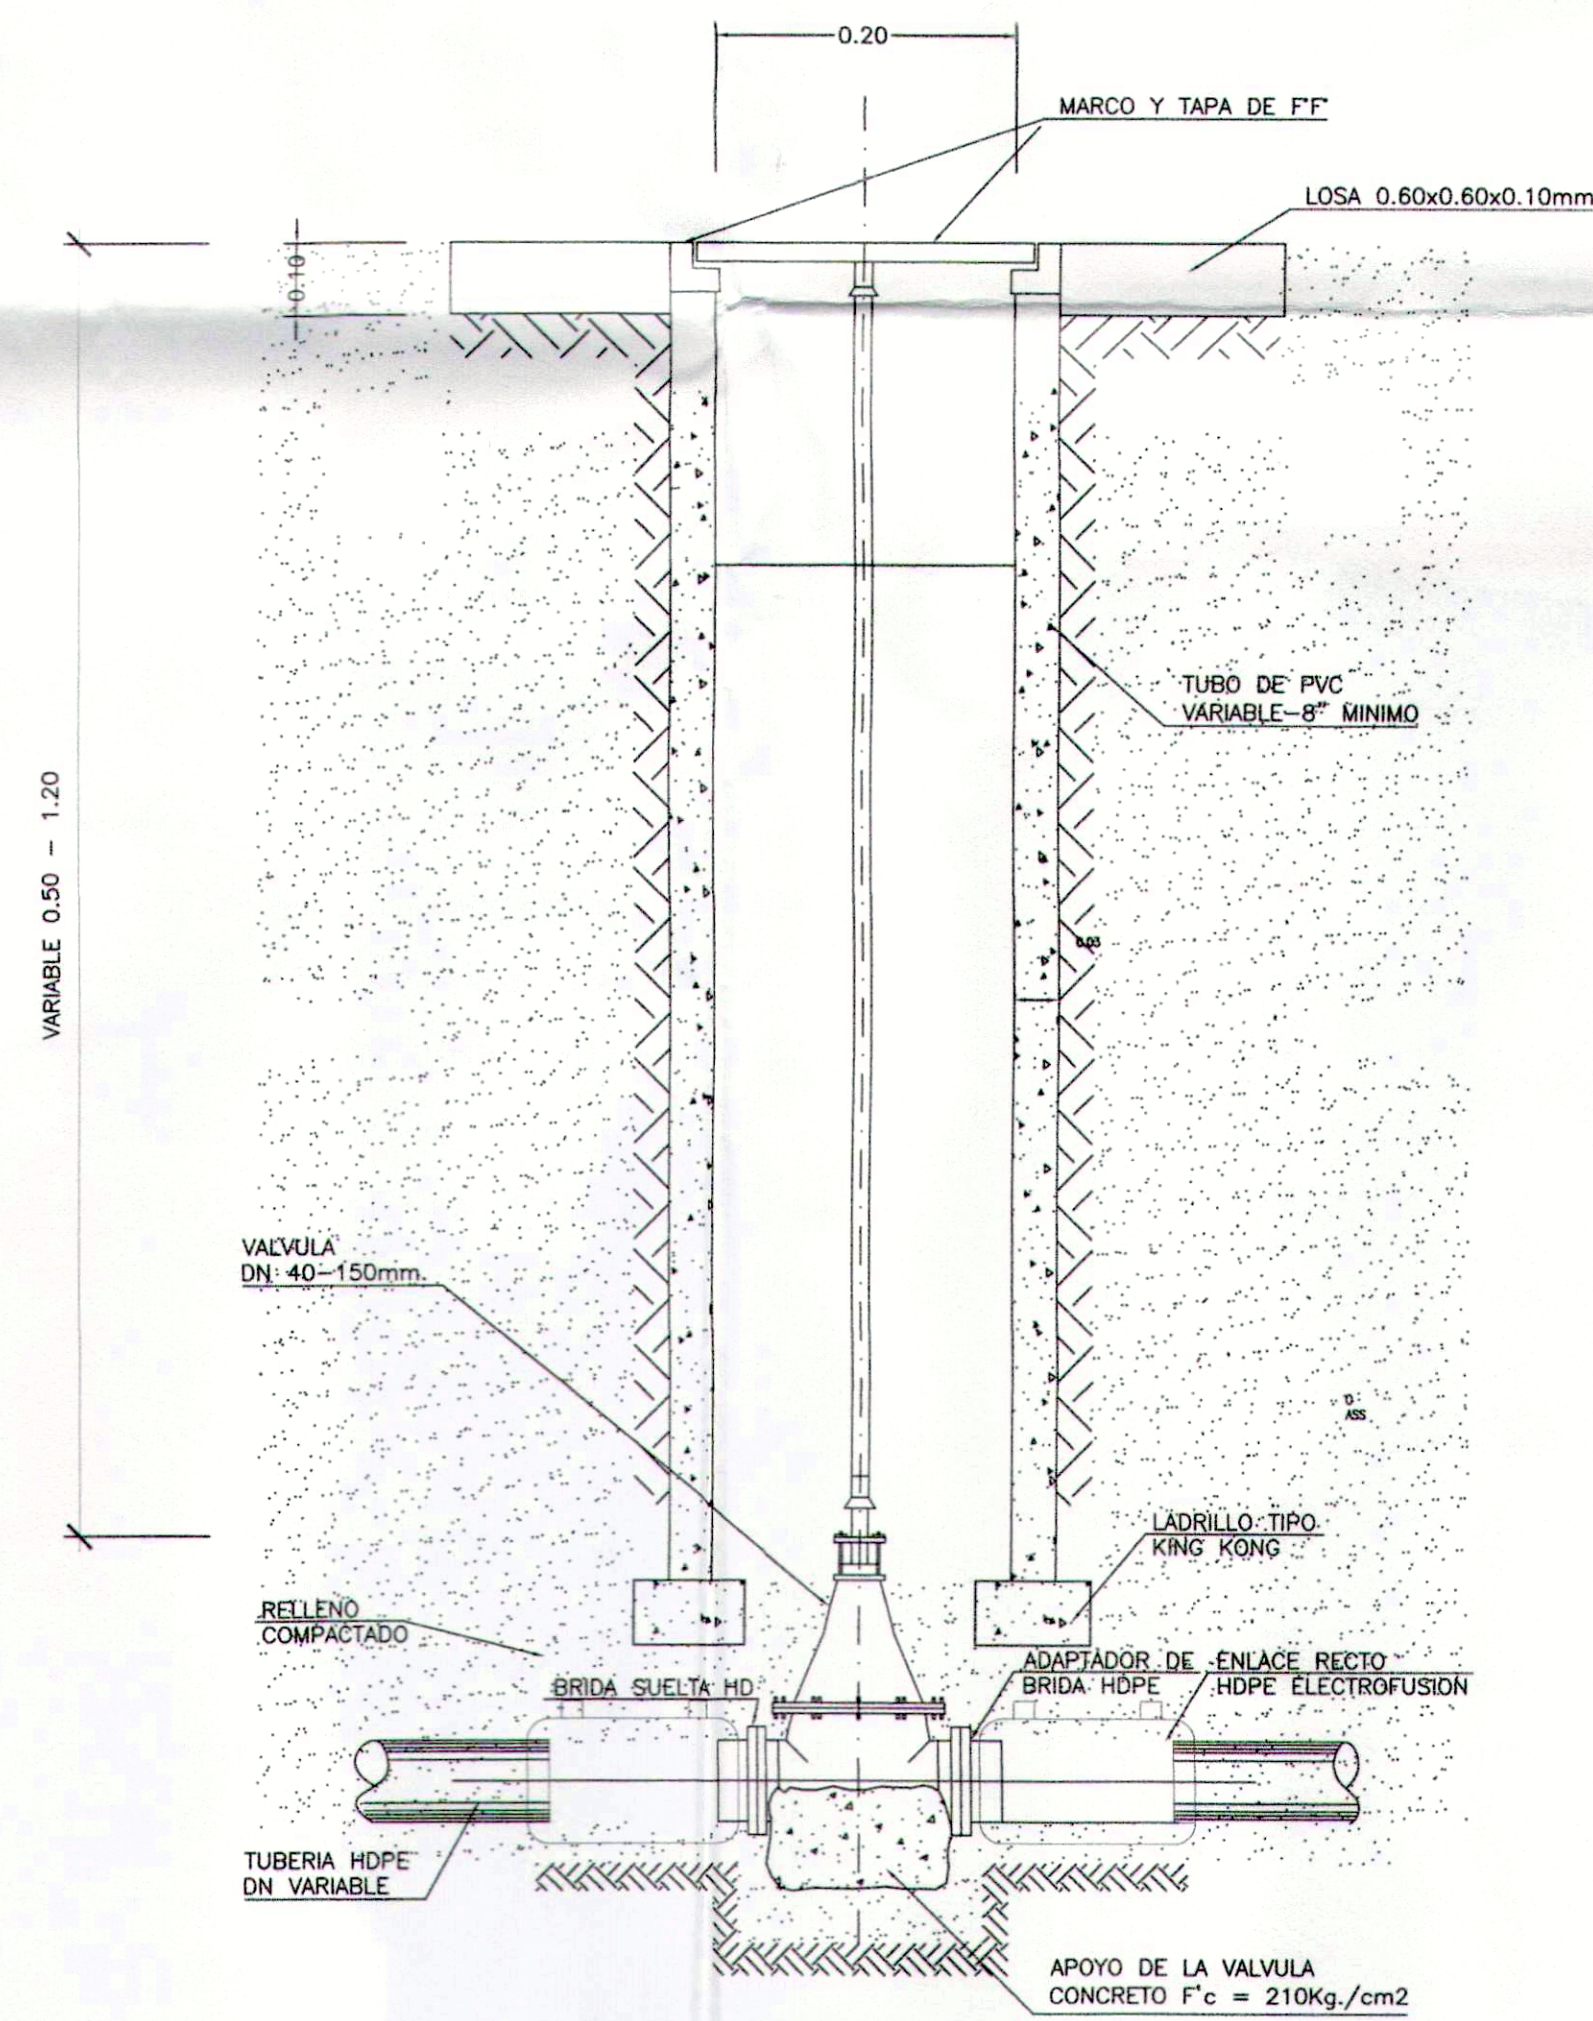 0.20
MARCO Y TAPA DE F°F°
LOSA 0.60x0.60x0.10mm
0.10
TUBO DE PVC
VARIABLE-8" MINIMO
VARIABLE 0.50 - 1.20
0.03
VALVULA
DN: 40-150mm.
ASS
LADRILLO TIPO
KING KONG
RELLENO
COMPACTADO
BRIDA SUELTA HD
ADAPTADOR DE
BRIDA HDPE
ENLACE RECTO
HDPE ELECTROFUSION
TUBERIA HDPE
DN VARIABLE
APOYO DE LA VALVULA
CONCRETO F'c = 210Kg./cm2